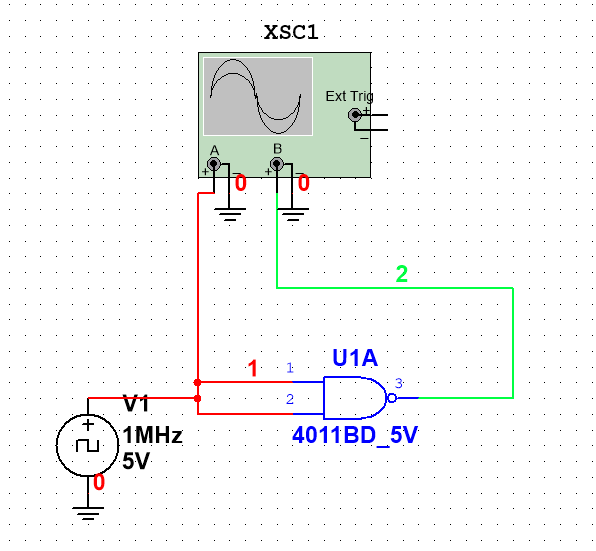 XSC1
Ext Trig
+
−
A
B
+
−
+
−
0
0
2
1
1
2
U1A
3
4011BD_5V
V1
+
1MHz
5V
0